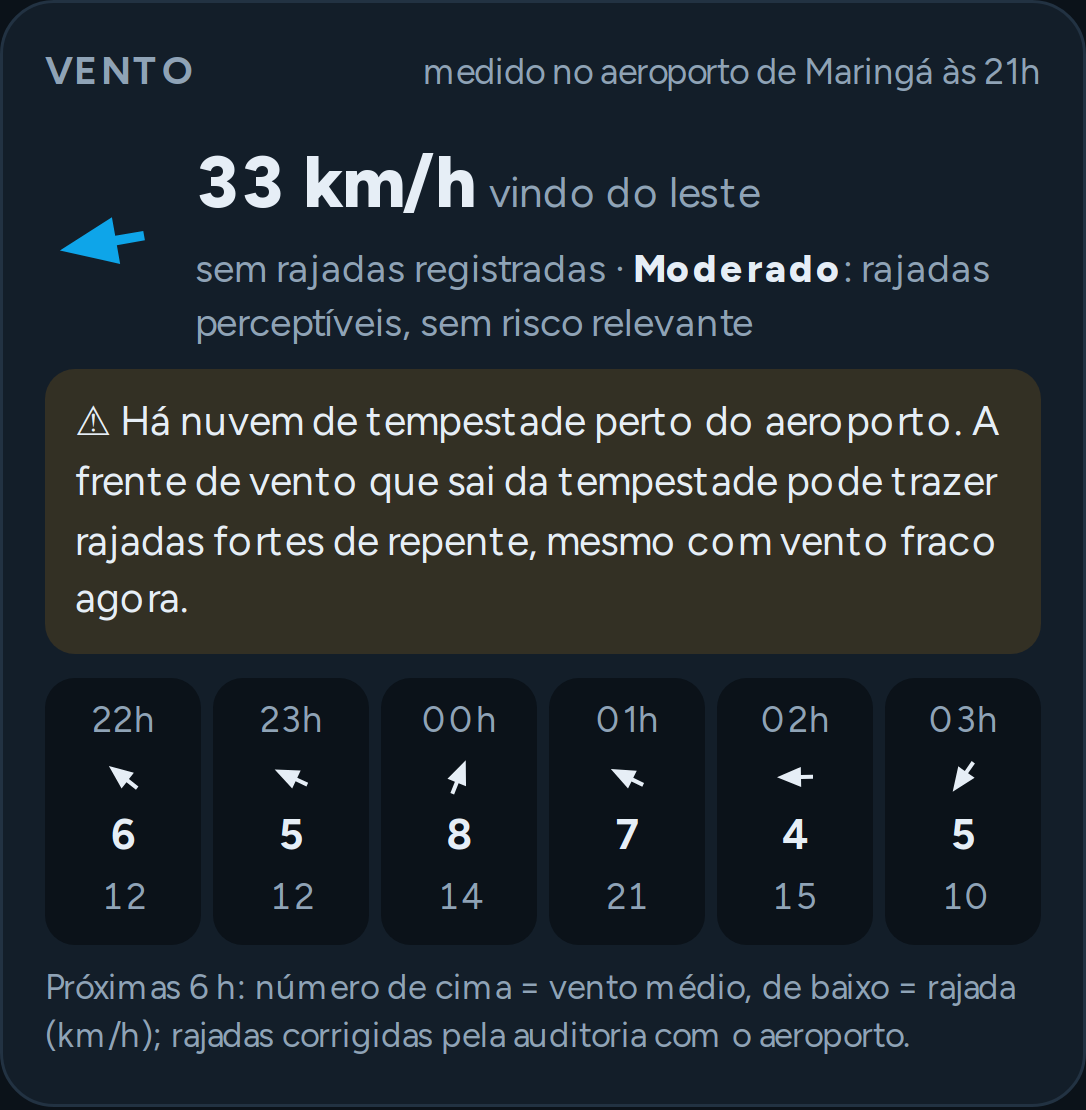 VENTO medido no aeroporto de Maringá às 21h
33 km/h vindo do leste
sem rajadas registradas · Moderado: rajadas
perceptíveis, sem risco relevante
⚠ Há nuvem de tempestade perto do aeroporto. A
frente de vento que sai da tempestade pode trazer
rajadas fortes de repente, mesmo com vento fraco
agora.
22h 23h 00h 01h 02h 03h
6 5 8 7 4 5
12 12 14 21 15 10
Próximas 6 h: número de cima = vento médio, de baixo = rajada
(km/h); rajadas corrigidas pela auditoria com o aeroporto.